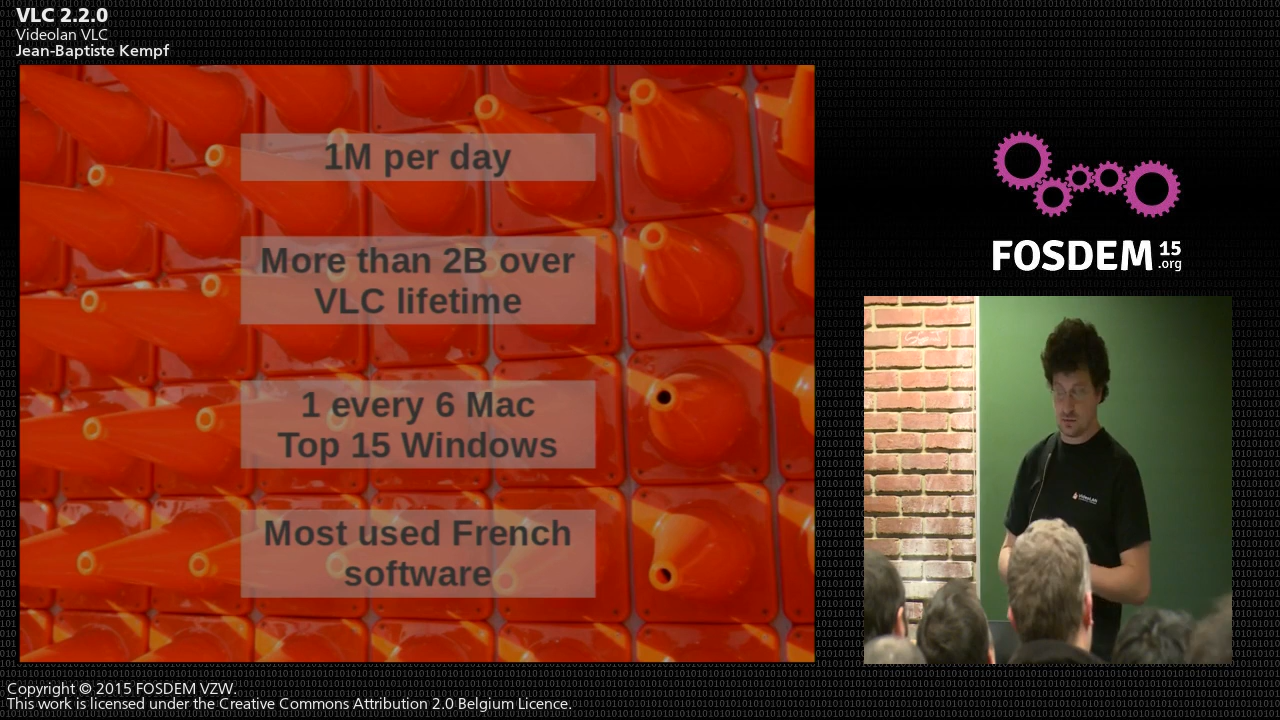 VLC 2.2.0
Videolan VLC
Jean-Baptiste Kempf
1M per day
More than 2B over
VLC lifetime
1 every 6 Mac
Top 15 Windows
Most used French
software
FOSDEM 15
.org
VideoLAN
Copyright © 2015 FOSDEM VZW.
This work is licensed under the Creative Commons Attribution 2.0 Belgium Licence.